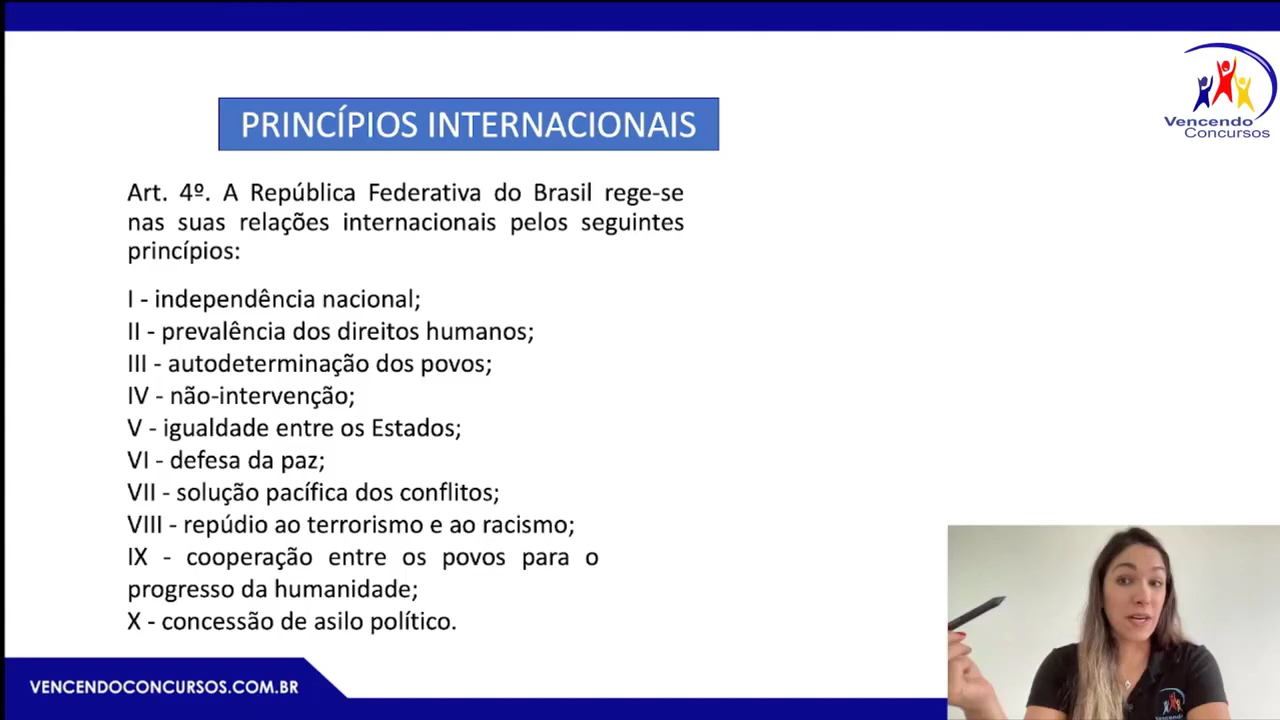 PRINCÍPIOS INTERNACIONAIS
Vencendo
Concursos
Art. 4º. A República Federativa do Brasil rege-se
nas suas relações internacionais pelos seguintes
princípios:
I - independência nacional;
II - prevalência dos direitos humanos;
III - autodeterminação dos povos;
IV - não-intervenção;
V - igualdade entre os Estados;
VI - defesa da paz;
VII - solução pacífica dos conflitos;
VIII - repúdio ao terrorismo e ao racismo;
IX - cooperação entre os povos para o
progresso da humanidade;
X - concessão de asilo político.
VENCENDOCONCURSOS.COM.BR
Vencendo